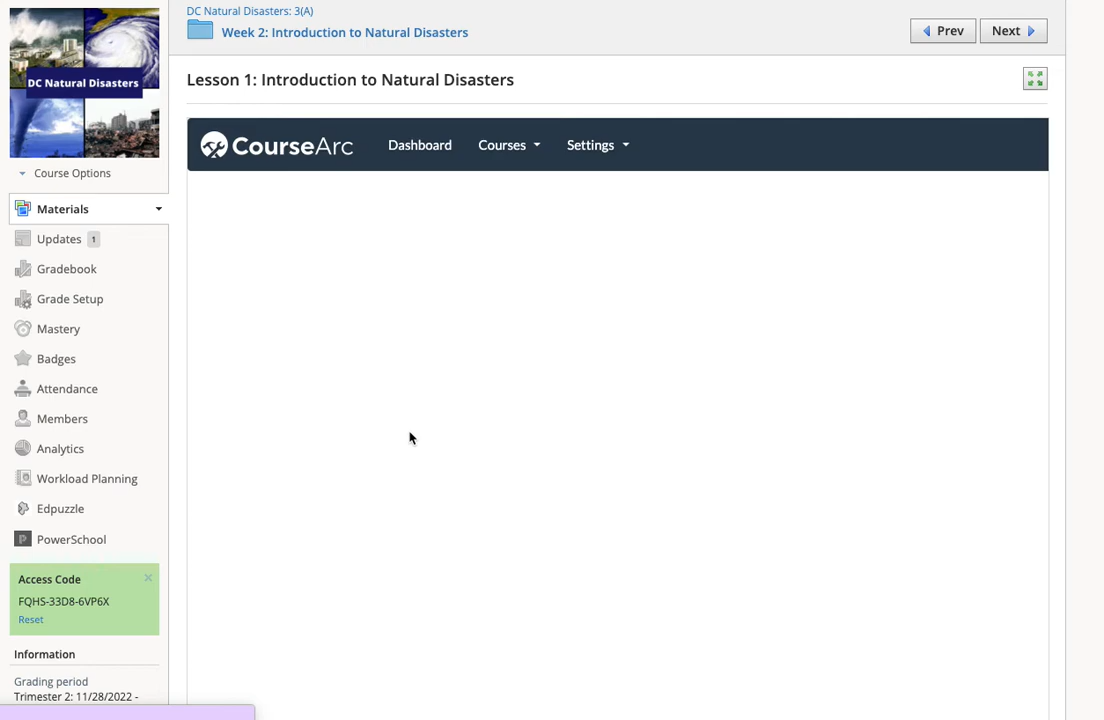 DC Natural Disasters
Course Options
Materials
Updates 1
Gradebook
Grade Setup
Mastery
Badges
Attendance
Members
Analytics
Workload Planning
Edpuzzle
PowerSchool
Access Code
FQHS-33D8-6VP6X
Reset
Information
Grading period
Trimester 2: 11/28/2022 -
DC Natural Disasters: 3(A)
Week 2: Introduction to Natural Disasters
Prev Next
Lesson 1: Introduction to Natural Disasters
CourseArc Dashboard Courses Settings